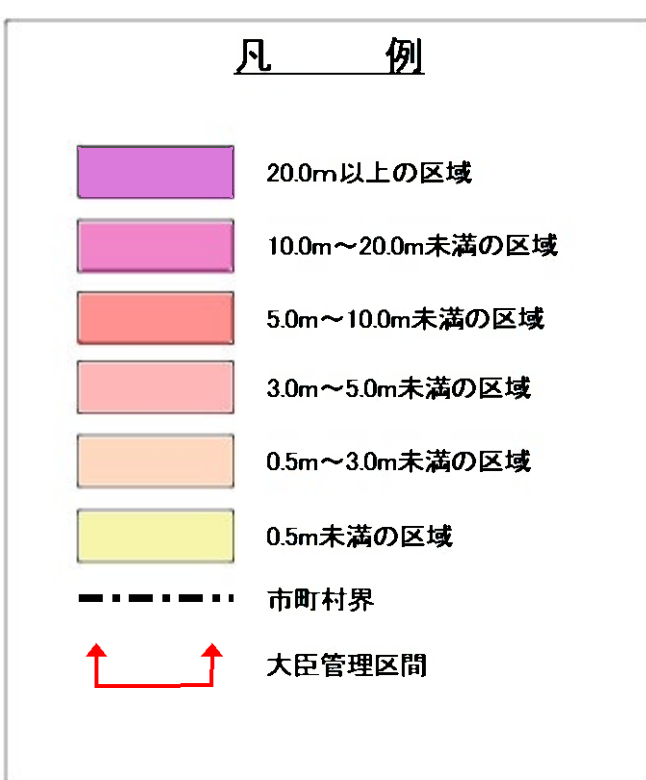 凡 例
20.0m以上の区域
10.0m～20.0m未満の区域
5.0m～10.0m未満の区域
3.0m～5.0m未満の区域
0.5m～3.0m未満の区域
0.5m未満の区域
市町村界
大臣管理区間